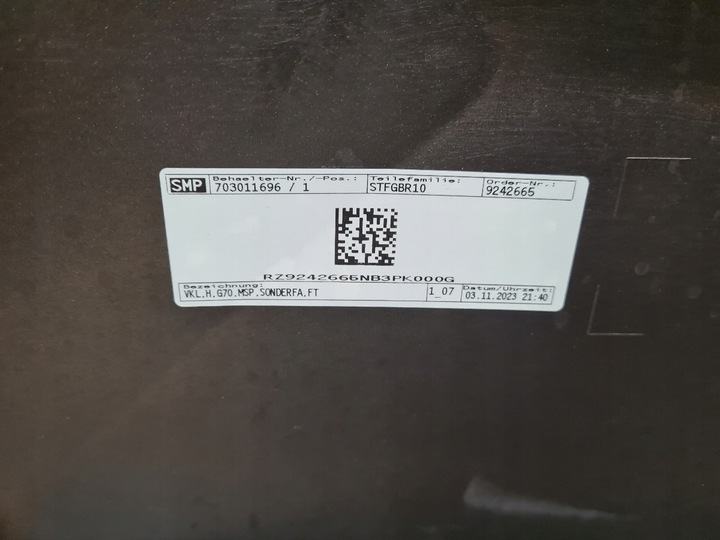 SMP
Behaelter-Nr./-Pos.: Teilefamilie: Order-Nr.:
703011696 / 1 STFGBR10 9242665
RZ9242665NB3PK000G
Bezeichnung: Datum/Uhrzeit:
VKL,H,G70,MSP,SONDERFA,FT 1_07 03.11.2023 21:40